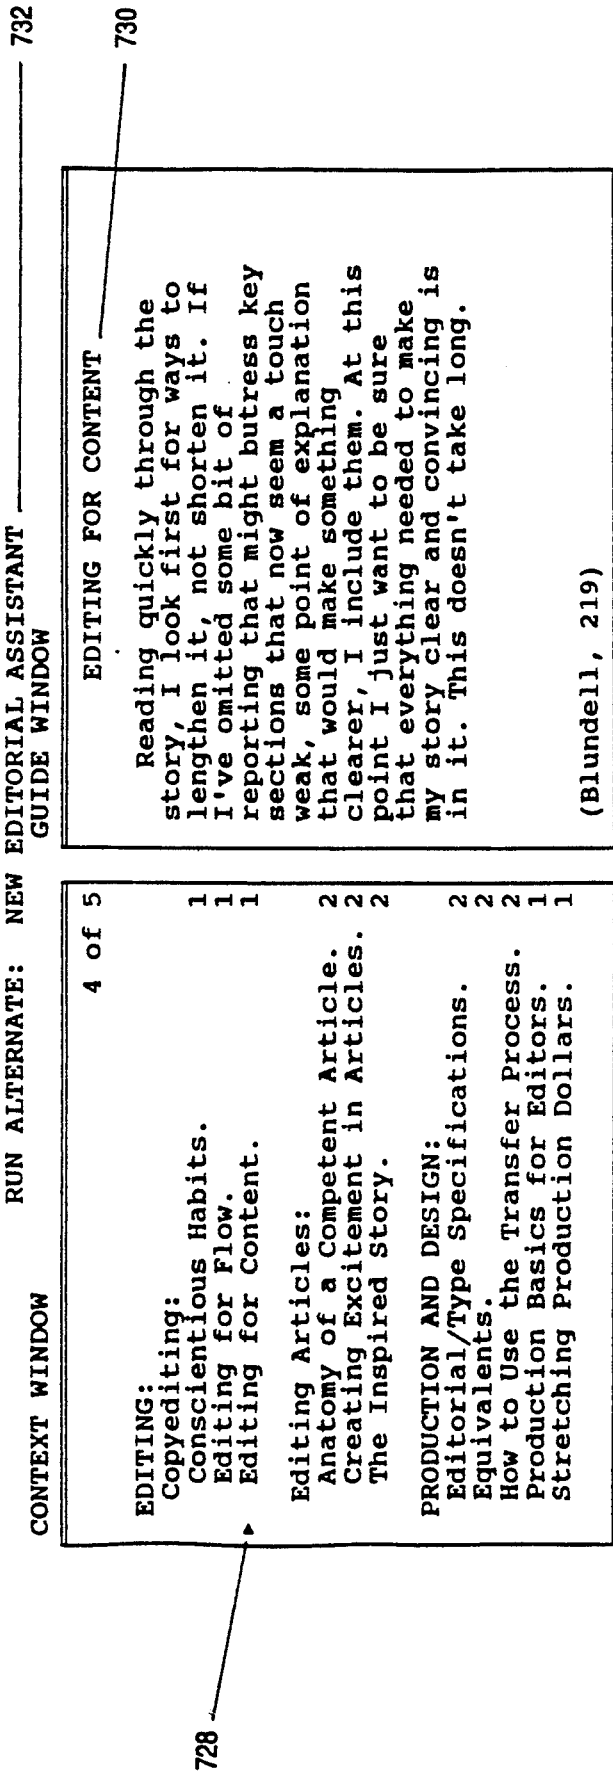 RUN ALTERNATE: NEW EDITORIAL ASSISTANT
732
CONTEXT WINDOW
4 of 5
EDITING:
Copyediting:
Conscientious Habits. 1
Editing for Flow. 1
Editing for Content. 1
Editing Articles:
Anatomy of a Competent Article. 2
Creating Excitement in Articles. 2
The Inspired Story. 2
PRODUCTION AND DESIGN:
Editorial/Type Specifications. 2
Equivalents. 2
How to Use the Transfer Process. 2
Production Basics for Editors. 1
Stretching Production Dollars. 1
728
GUIDE WINDOW
EDITING FOR CONTENT
730
Reading quickly through the
story, I look first for ways to
lengthen it, not shorten it. If
I've omitted some bit of
reporting that might butress key
sections that now seem a touch
weak, some point of explanation
that would make something
clearer, I include them. At this
point I just want to be sure
that everything needed to make
my story clear and convincing is
in it. This doesn't take long.
(Blundell, 219)